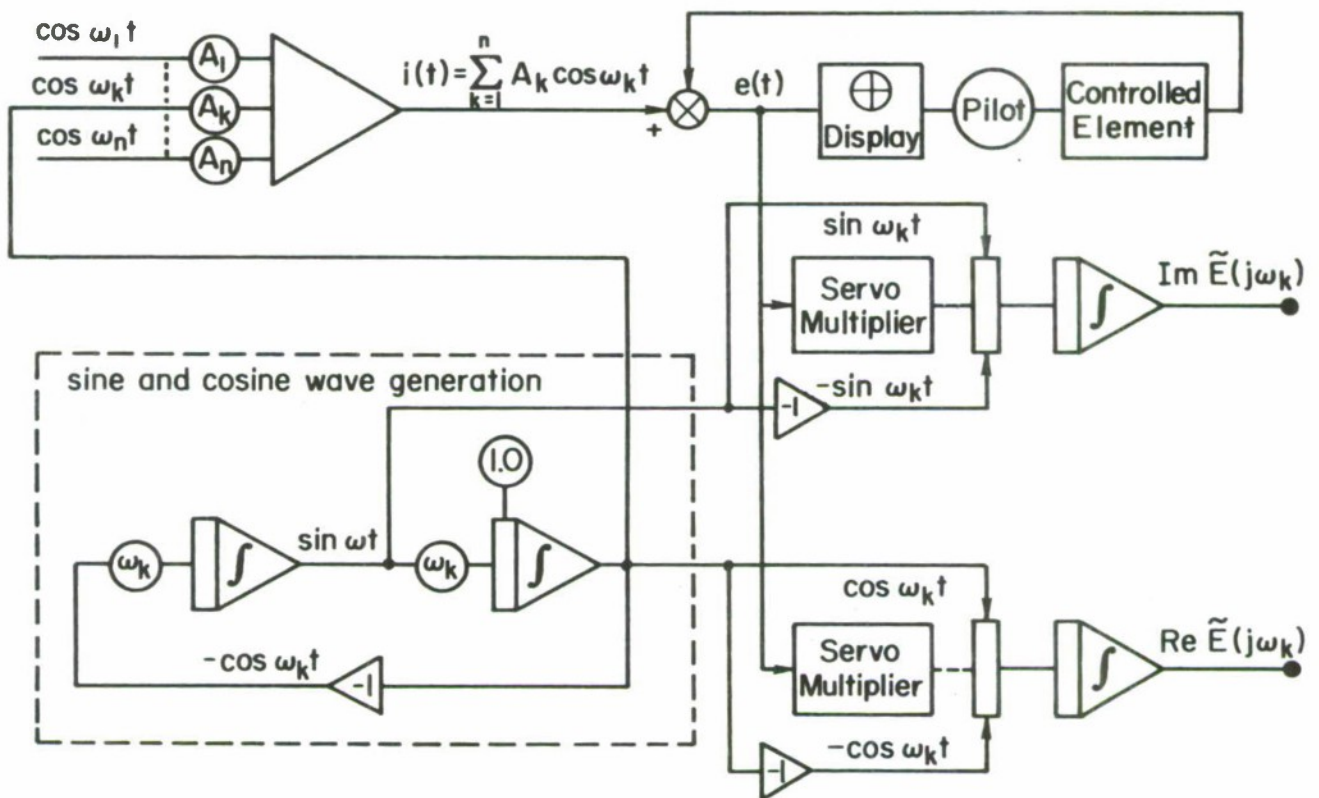 cos ω₁t
A₁
cos ωₖt
Aₖ
cos ωₙt
Aₙ
i(t) = ∑ₖ₌₁ⁿ Aₖ cos ωₖt
+
e(t)
Display
Pilot
Controlled
Element
sin ωₖt
Servo
Multiplier
∫
Im Ẽ(jωₖ)
-1
-sin ωₖt
sine and cosine wave generation
1.0
ωₖ
∫
sin ωt
ωₖ
∫
-cos ωₖt
-1
cos ωₖt
Servo
Multiplier
∫
Re Ẽ(jωₖ)
-1
-cos ωₖt